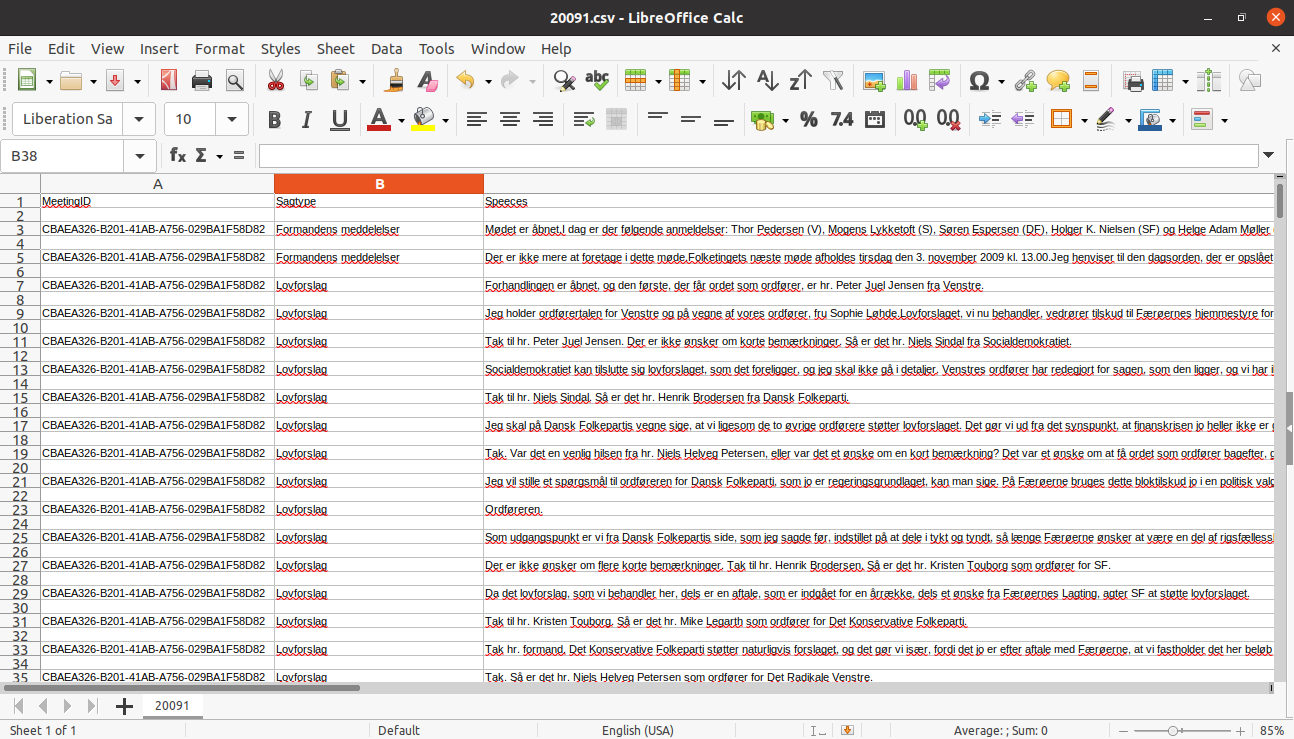 20091.csv - LibreOffice Calc
File Edit View Insert Format Styles Sheet Data Tools Window Help
Liberation Sa 10
B38
A B
1 MeetingID Sagtype Speeces
2
3 CBAEA326-B201-41AB-A756-029BA1F58D82 Formandens meddelelser Mødet er åbnet.I dag er der følgende anmeldelser: Thor Pedersen (V), Mogens Lykketoft (S), Søren Espersen (DF), Holger K. Nielsen (SF) og Helge Adam Møller
4
5 CBAEA326-B201-41AB-A756-029BA1F58D82 Formandens meddelelser Der er ikke mere at foretage i dette møde.Folketingets næste møde afholdes tirsdag den 3. november 2009 kl. 13.00.Jeg henviser til den dagsorden, der er opslået
6
7 CBAEA326-B201-41AB-A756-029BA1F58D82 Lovforslag Forhandlingen er åbnet, og den første, der får ordet som ordfører, er hr. Peter Juel Jensen fra Venstre.
8
9 CBAEA326-B201-41AB-A756-029BA1F58D82 Lovforslag Jeg holder ordførertalen for Venstre og på vegne af vores ordfører, fru Sophie Løhde.Lovforslaget, vi nu behandler, vedrører tilskud til Færøernes hjemmestyre for
10
11 CBAEA326-B201-41AB-A756-029BA1F58D82 Lovforslag Tak til hr. Peter Juel Jensen. Der er ikke ønsker om korte bemærkninger. Så er det hr. Niels Sindal fra Socialdemokratiet.
12
13 CBAEA326-B201-41AB-A756-029BA1F58D82 Lovforslag Socialdemokratiet kan tilslutte sig lovforslaget, som det foreligger, og jeg skal ikke gå i detaljer. Venstres ordfører har redegjort for sagen, som den ligger, og vi har i
14
15 CBAEA326-B201-41AB-A756-029BA1F58D82 Lovforslag Tak til hr. Niels Sindal. Så er det hr. Henrik Brodersen fra Dansk Folkeparti.
16
17 CBAEA326-B201-41AB-A756-029BA1F58D82 Lovforslag Jeg skal på Dansk Folkepartis vegne sige, at vi ligesom de to øvrige ordførere støtter lovforslaget. Det gør vi ud fra det synspunkt, at finanskrisen jo heller ikke er
18
19 CBAEA326-B201-41AB-A756-029BA1F58D82 Lovforslag Tak. Var det en venlig hilsen fra hr. Niels Helveg Petersen, eller var det et ønske om en kort bemærkning? Det var et ønske om at få ordet som ordfører bagefter,
20
21 CBAEA326-B201-41AB-A756-029BA1F58D82 Lovforslag Jeg vil stille et spørgsmål til ordføreren for Dansk Folkeparti, som jo er regeringsgrundlaget, kan man sige. På Færøerne bruges dette bloktilskud jo i en politisk valg
22
23 CBAEA326-B201-41AB-A756-029BA1F58D82 Lovforslag Ordføreren.
24
25 CBAEA326-B201-41AB-A756-029BA1F58D82 Lovforslag Som udgangspunkt er vi fra Dansk Folkepartis side, som jeg sagde før, indstillet på at dele i tykt og tyndt, så længe Færøerne ønsker at være en del af rigsfælless
26
27 CBAEA326-B201-41AB-A756-029BA1F58D82 Lovforslag Der er ikke ønsker om flere korte bemærkninger. Tak til hr. Henrik Brodersen. Så er det hr. Kristen Touborg som ordfører for SF.
28
29 CBAEA326-B201-41AB-A756-029BA1F58D82 Lovforslag Da det lovforslag, som vi behandler her, dels er en aftale, som er indgået for en årrække, dels et ønske fra Færøernes Lagting, agter SF at støtte lovforslaget.
30
31 CBAEA326-B201-41AB-A756-029BA1F58D82 Lovforslag Tak til hr. Kristen Touborg. Så er det hr. Mike Legarth som ordfører for Det Konservative Folkeparti.
32
33 CBAEA326-B201-41AB-A756-029BA1F58D82 Lovforslag Tak hr. formand. Det Konservative Folkeparti støtter naturligvis forslaget, og det gør vi især, fordi det jo er efter aftale med Færøerne, at vi fastholder det her beløb
34
35 CBAEA326-B201-41AB-A756-029BA1F58D82 Lovforslag Tak. Så er det hr. Niels Helveg Petersen som ordfører for Det Radikale Venstre.
20091
Sheet 1 of 1 Default English (USA) Average: ; Sum: 0 85%